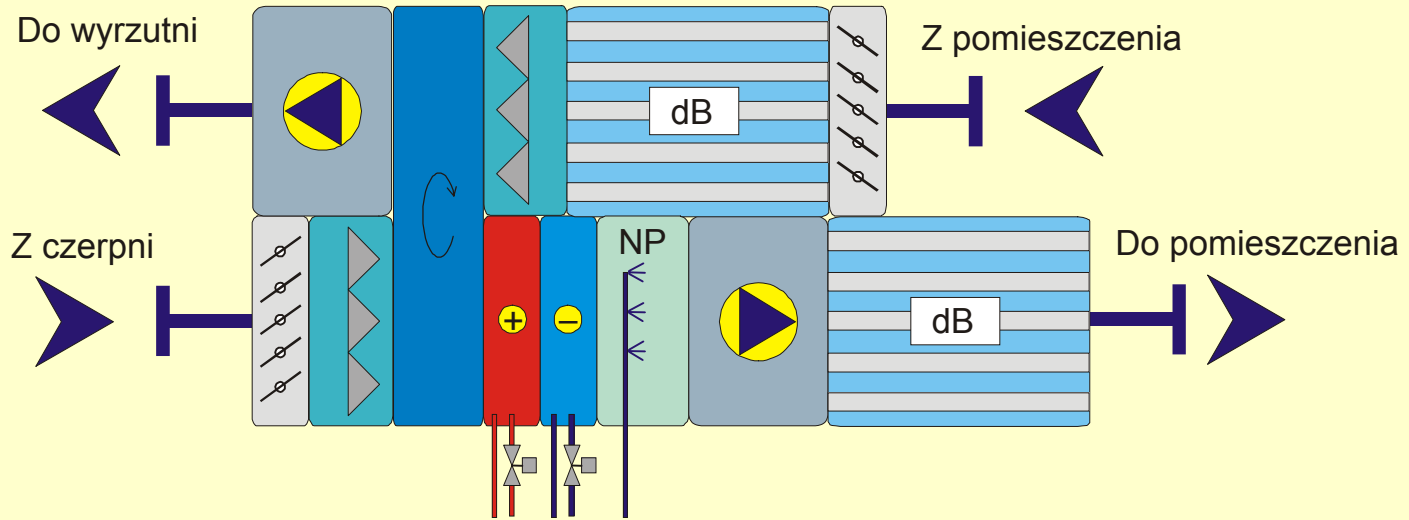 Do wyrzutni
Z pomieszczenia
dB
Z czerpni
NP
Do pomieszczenia
+
−
dB